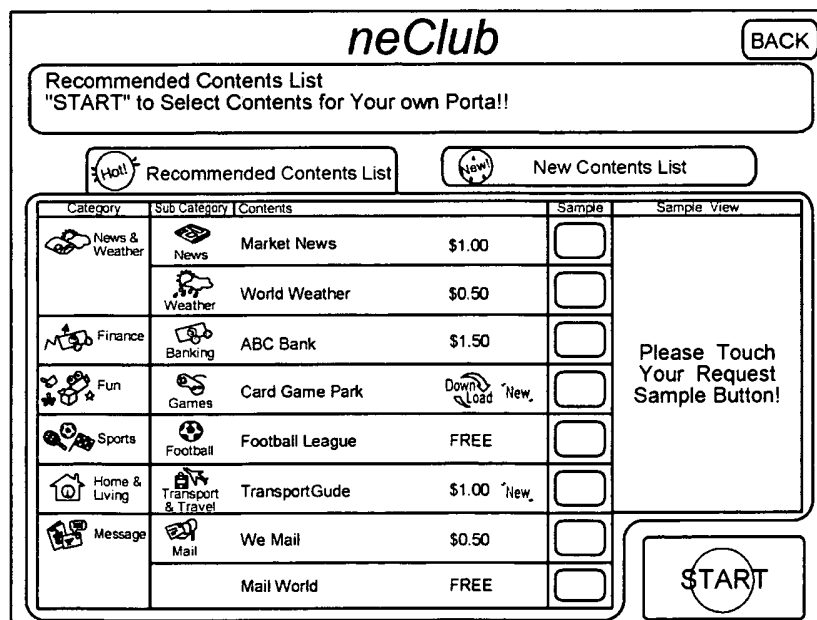 neClub
BACK
Recommended Contents List
"START" to Select Contents for Your own Porta!!
Hot! Recommended Contents List
New! New Contents List
Category Sub Category Contents Sample Sample View
News & Weather News Market News $1.00
Weather World Weather $0.50
Finance Banking ABC Bank $1.50
Fun Games Card Game Park Down Load New
Sports Football Football League FREE
Home & Living Transport & Travel TransportGude $1.00 New
Message Mail We Mail $0.50
Mail World FREE
Please Touch
Your Request
Sample Button!
START